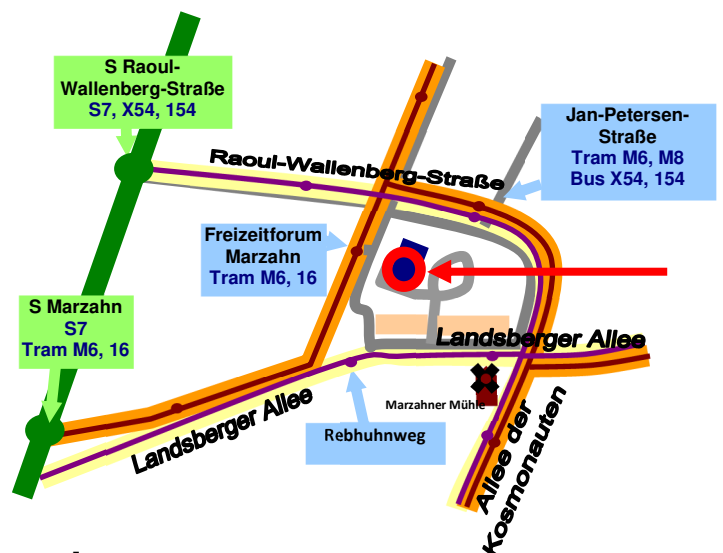 S Raoul-
Wallenberg-Straße
S7, X54, 154
Jan-Petersen-
Straße
Tram M6, M8
Bus X54, 154
Raoul-Wallenberg-Straße
Freizeitforum
Marzahn
Tram M6, 16
S Marzahn
S7
Tram M6, 16
Landsberger Allee
Landsberger Allee
Marzahner Mühle
Rebhuhnweg
Allee der
Kosmonauten